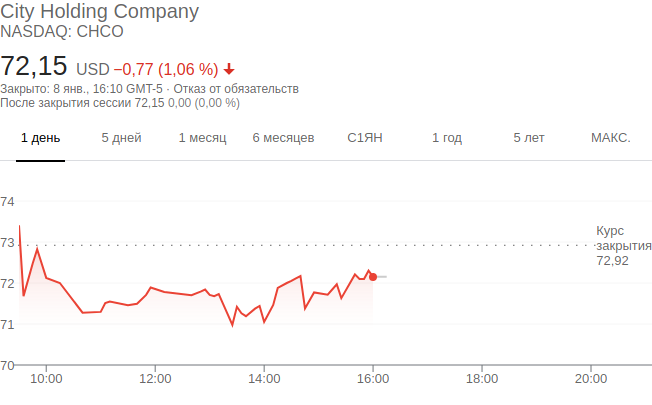 City Holding Company
NASDAQ: CHCO
72,15 USD −0,77 (1,06 %)
Закрыто: 8 янв., 16:10 GMT-5 · Отказ от обязательств
После закрытия сессии 72,15 0,00 (0,00 %)
1 день 5 дней 1 месяц 6 месяцев С1ЯН 1 год 5 лет МАКС.
74
Курс
73
закрытия
72,92
72
71
70
10:00 12:00 14:00 16:00 18:00 20:00